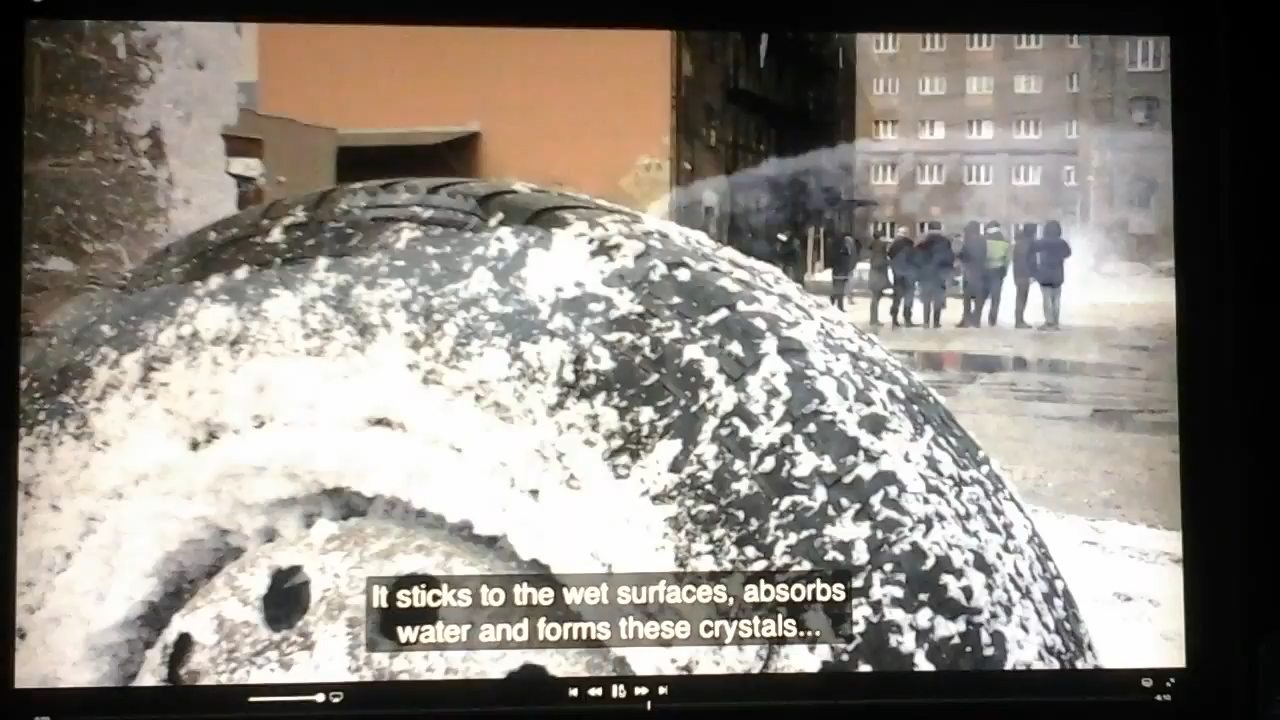 It sticks to the wet surfaces, absorbs
water and forms these crystals...